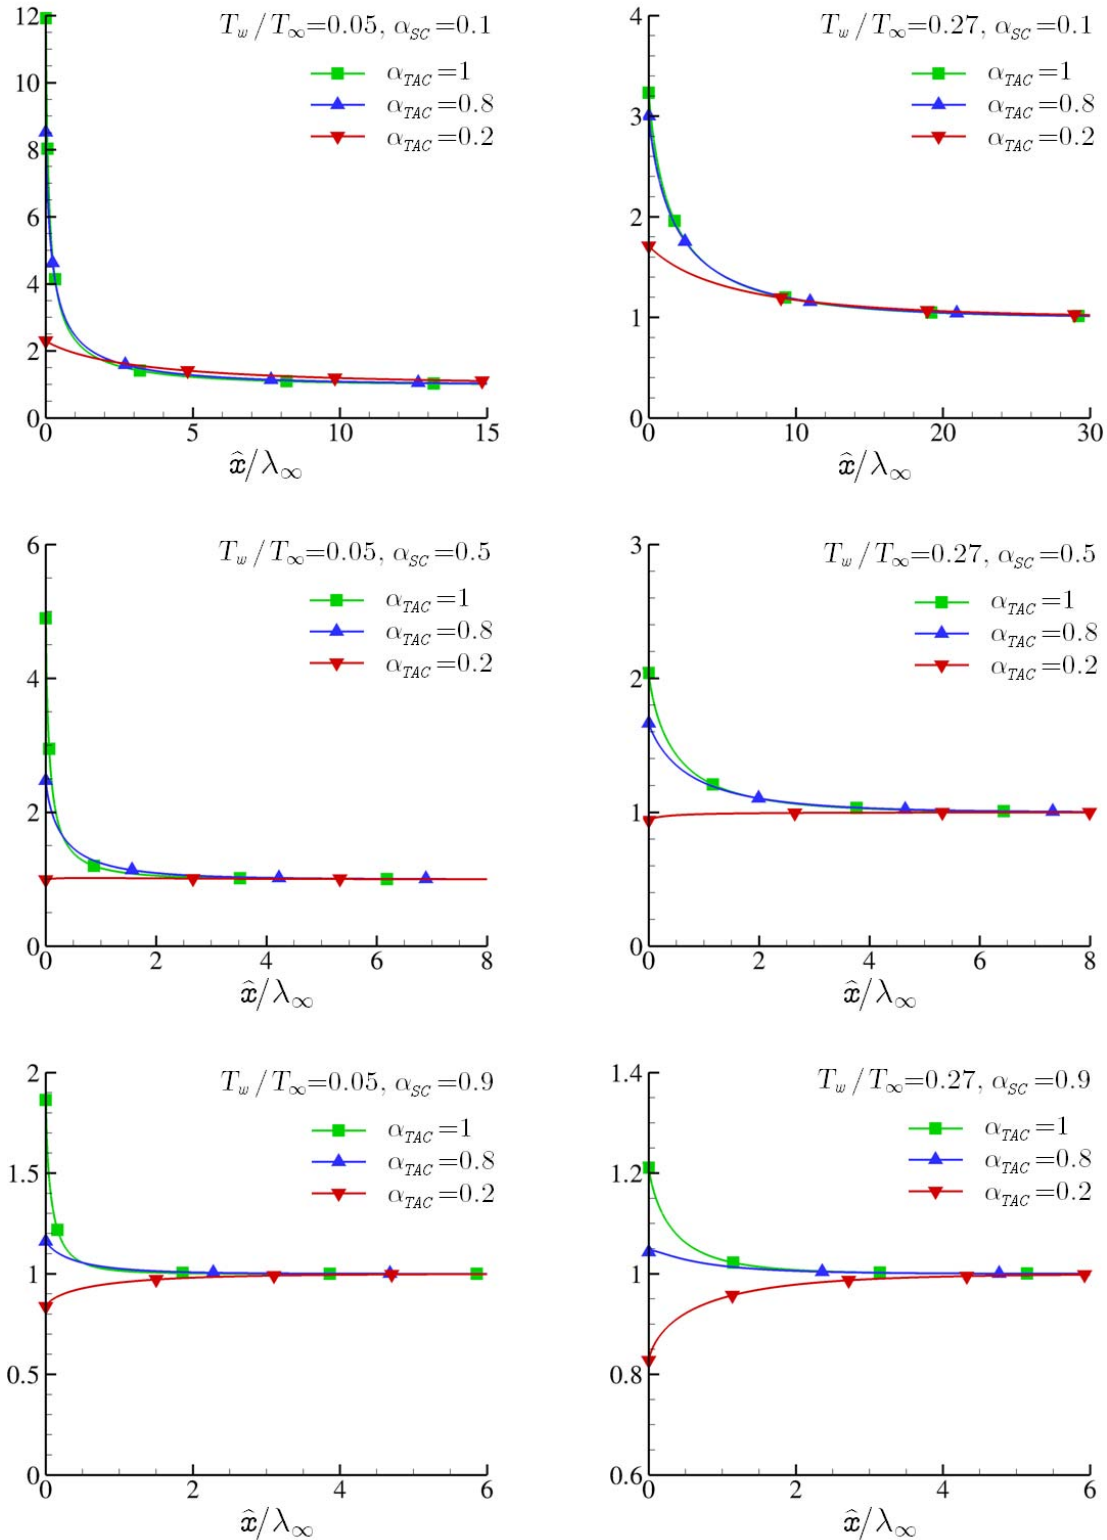 T_w/T_∞=0.05, α_SC=0.1
α_TAC=1
α_TAC=0.8
α_TAC=0.2
12
10
8
6
4
2
0
0 5 10 15
x̂/λ_∞
T_w/T_∞=0.27, α_SC=0.1
α_TAC=1
α_TAC=0.8
α_TAC=0.2
4
3
2
1
0
0 10 20 30
x̂/λ_∞
T_w/T_∞=0.05, α_SC=0.5
α_TAC=1
α_TAC=0.8
α_TAC=0.2
6
4
2
0
0 2 4 6 8
x̂/λ_∞
T_w/T_∞=0.27, α_SC=0.5
α_TAC=1
α_TAC=0.8
α_TAC=0.2
3
2
1
0
0 2 4 6 8
x̂/λ_∞
T_w/T_∞=0.05, α_SC=0.9
α_TAC=1
α_TAC=0.8
α_TAC=0.2
2
1.5
1
0.5
0
0 2 4 6
x̂/λ_∞
T_w/T_∞=0.27, α_SC=0.9
α_TAC=1
α_TAC=0.8
α_TAC=0.2
1.4
1.2
1
0.8
0.6
0 2 4 6
x̂/λ_∞